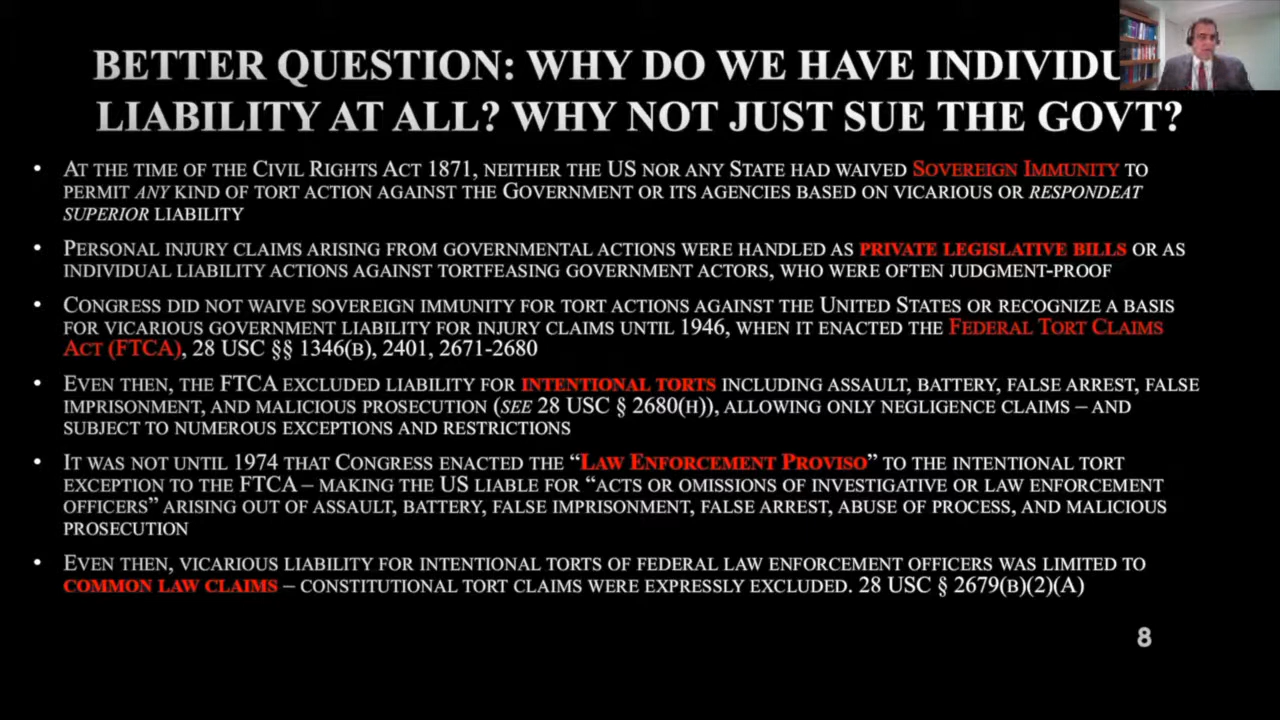 BETTER QUESTION: WHY DO WE HAVE INDIVIDU
LIABILITY AT ALL? WHY NOT JUST SUE THE GOVT?
• AT THE TIME OF THE CIVIL RIGHTS ACT 1871, NEITHER THE US NOR ANY STATE HAD WAIVED SOVEREIGN IMMUNITY TO
PERMIT ANY KIND OF TORT ACTION AGAINST THE GOVERNMENT OR ITS AGENCIES BASED ON VICARIOUS OR RESPONDEAT
SUPERIOR LIABILITY
• PERSONAL INJURY CLAIMS ARISING FROM GOVERNMENTAL ACTIONS WERE HANDLED AS PRIVATE LEGISLATIVE BILLS OR AS
INDIVIDUAL LIABILITY ACTIONS AGAINST TORTFEASING GOVERNMENT ACTORS, WHO WERE OFTEN JUDGMENT-PROOF
• CONGRESS DID NOT WAIVE SOVEREIGN IMMUNITY FOR TORT ACTIONS AGAINST THE UNITED STATES OR RECOGNIZE A BASIS
FOR VICARIOUS GOVERNMENT LIABILITY FOR INJURY CLAIMS UNTIL 1946, WHEN IT ENACTED THE FEDERAL TORT CLAIMS
ACT (FTCA), 28 USC §§ 1346(B), 2401, 2671-2680
• EVEN THEN, THE FTCA EXCLUDED LIABILITY FOR INTENTIONAL TORTS INCLUDING ASSAULT, BATTERY, FALSE ARREST, FALSE
IMPRISONMENT, AND MALICIOUS PROSECUTION (SEE 28 USC § 2680(H)), ALLOWING ONLY NEGLIGENCE CLAIMS – AND
SUBJECT TO NUMEROUS EXCEPTIONS AND RESTRICTIONS
• IT WAS NOT UNTIL 1974 THAT CONGRESS ENACTED THE “LAW ENFORCEMENT PROVISO” TO THE INTENTIONAL TORT
EXCEPTION TO THE FTCA – MAKING THE US LIABLE FOR “ACTS OR OMISSIONS OF INVESTIGATIVE OR LAW ENFORCEMENT
OFFICERS” ARISING OUT OF ASSAULT, BATTERY, FALSE IMPRISONMENT, FALSE ARREST, ABUSE OF PROCESS, AND MALICIOUS
PROSECUTION
• EVEN THEN, VICARIOUS LIABILITY FOR INTENTIONAL TORTS OF FEDERAL LAW ENFORCEMENT OFFICERS WAS LIMITED TO
COMMON LAW CLAIMS – CONSTITUTIONAL TORT CLAIMS WERE EXPRESSLY EXCLUDED. 28 USC § 2679(B)(2)(A)
8